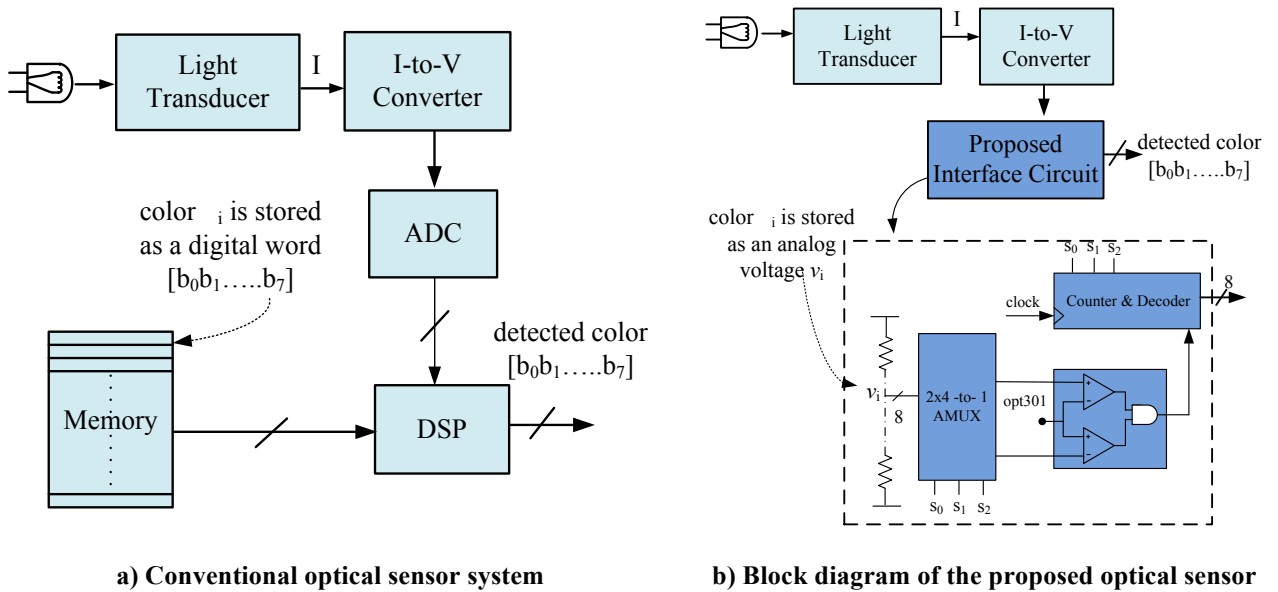 Light
Transducer
I
I-to-V
Converter
ADC
color i is stored
as a digital word
[b0b1…..b7]
Memory
DSP
detected color
[b0b1…..b7]
a) Conventional optical sensor system
Light
Transducer
I
I-to-V
Converter
Proposed
Interface Circuit
detected color
[b0b1…..b7]
color i is stored
as an analog
voltage vi
s0 s1 s2
clock
Counter & Decoder
8
vi
8
2x4 -to- 1
AMUX
opt301
+
-
+
-
s0 s1 s2
b) Block diagram of the proposed optical sensor